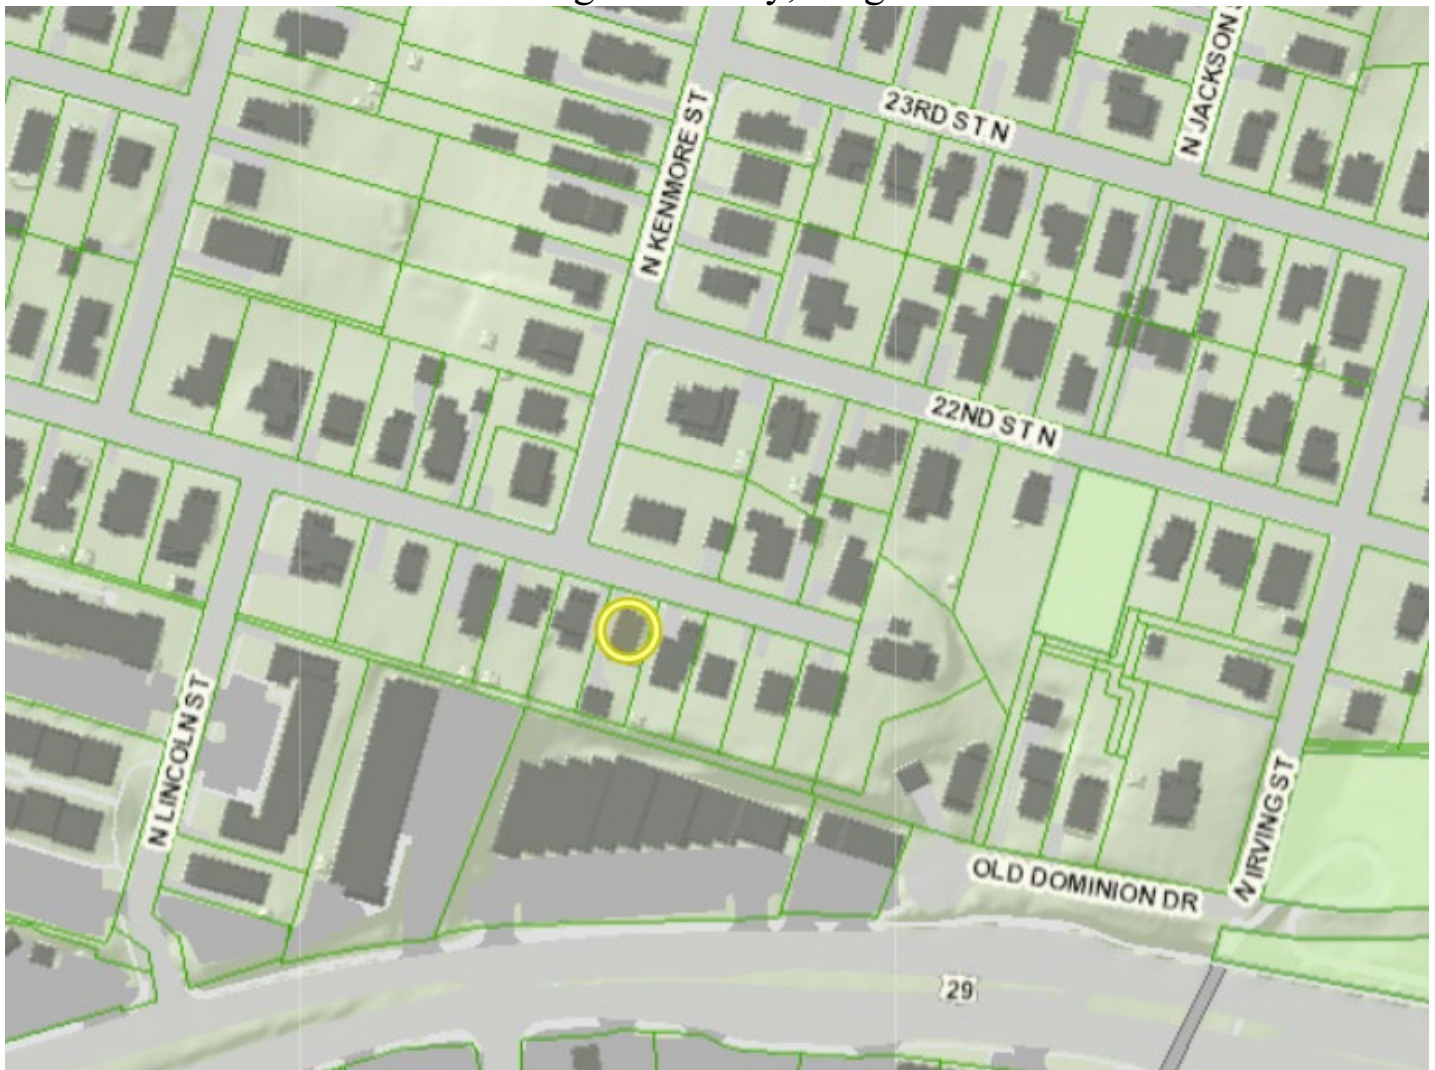 N JACKSON
23RD ST N
N KENMORE ST
22ND ST N
N LINCOLN ST
OLD DOMINION DR
N IRVING ST
29